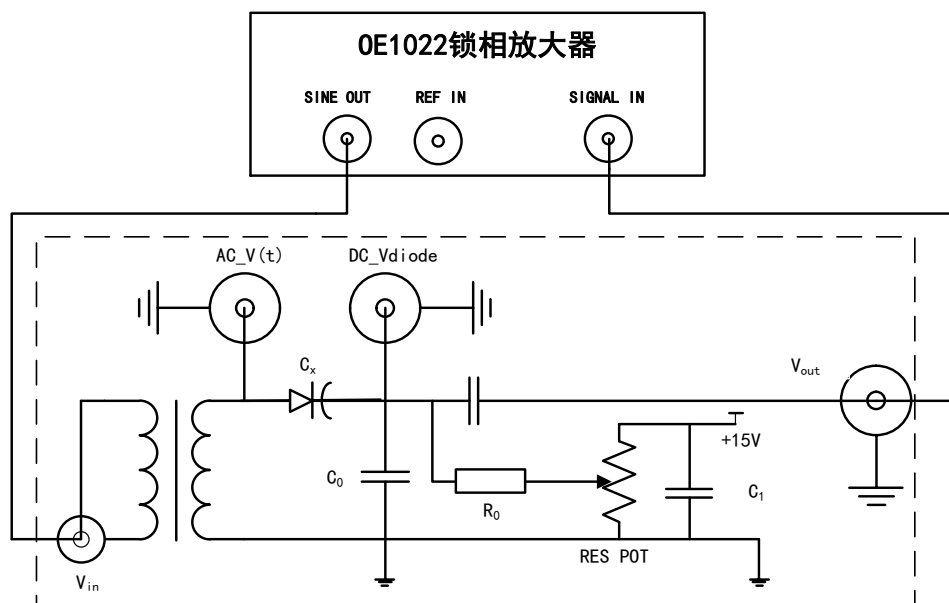 OE1022锁相放大器
SINE OUT
REF IN
SIGNAL IN
AC_V(t)
DC_Vdiode
Cx
Vout
+15V
C0
C1
R0
RES POT
Vin